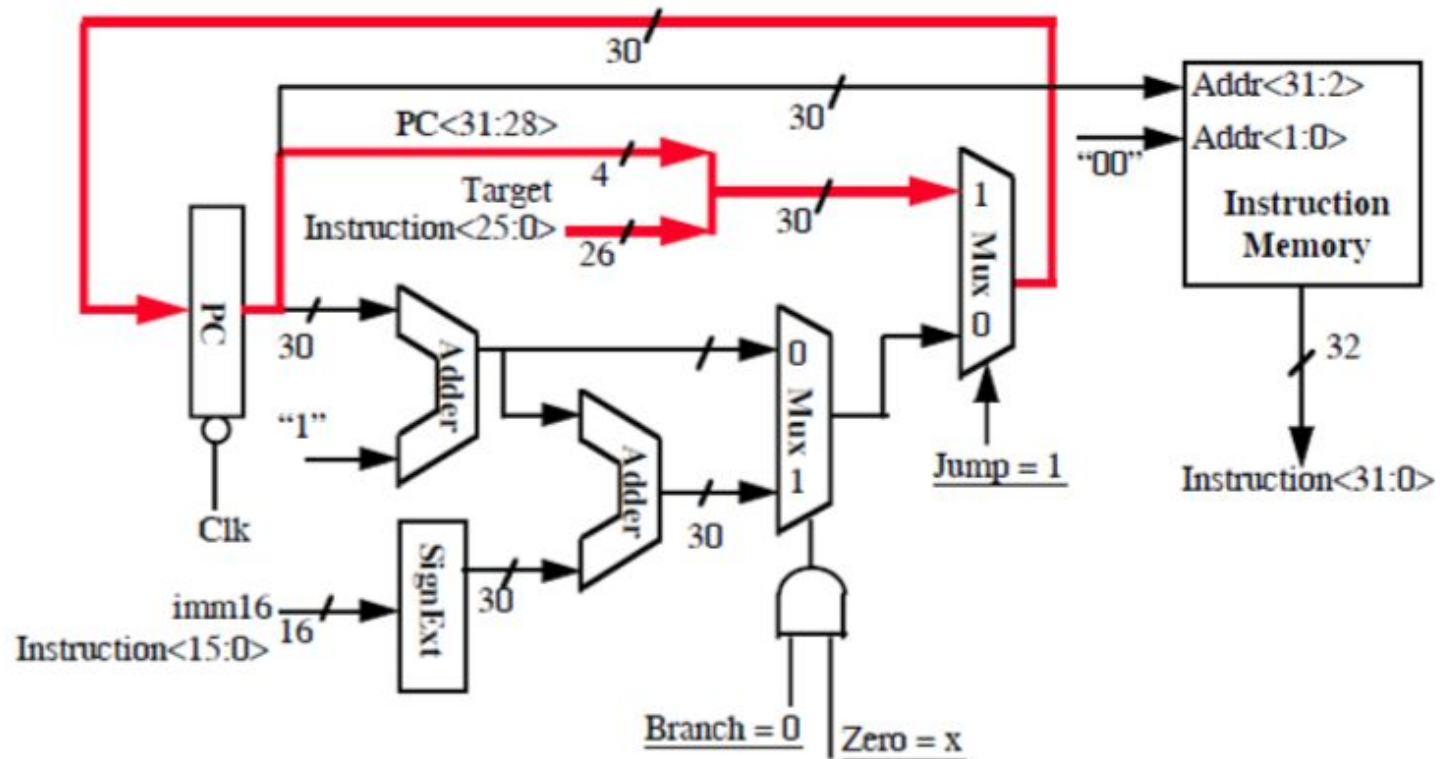 30
Addr<31:2>
30
PC<31:28>
Addr<1:0>
“00”
4
Target
1
Instruction
Instruction<25:0>
30
Memory
26
Mux
PC
30
0
0
32
Adder
Mux
“1”
Adder
1
Jump = 1
Instruction<31:0>
Clk
30
SignExt
imm16
16
30
Instruction<15:0>
Branch = 0
Zero = x